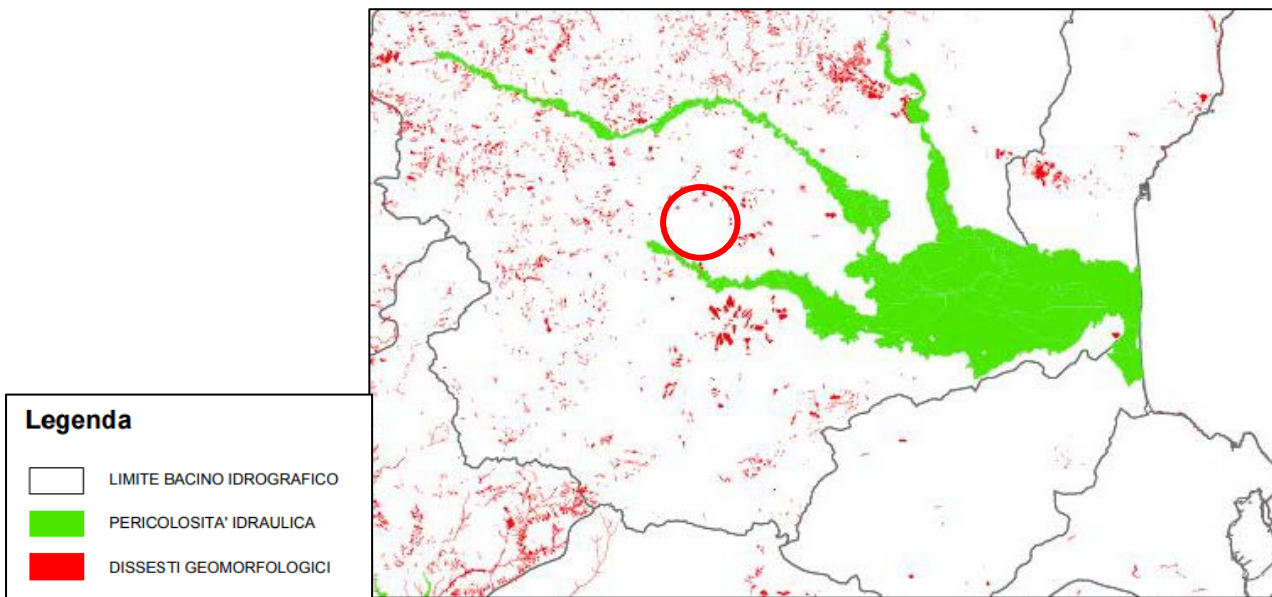 Legenda
LIMITE BACINO IDROGRAFICO
PERICOLOSITA' IDRAULICA
DISSESTI GEOMORFOLOGICI